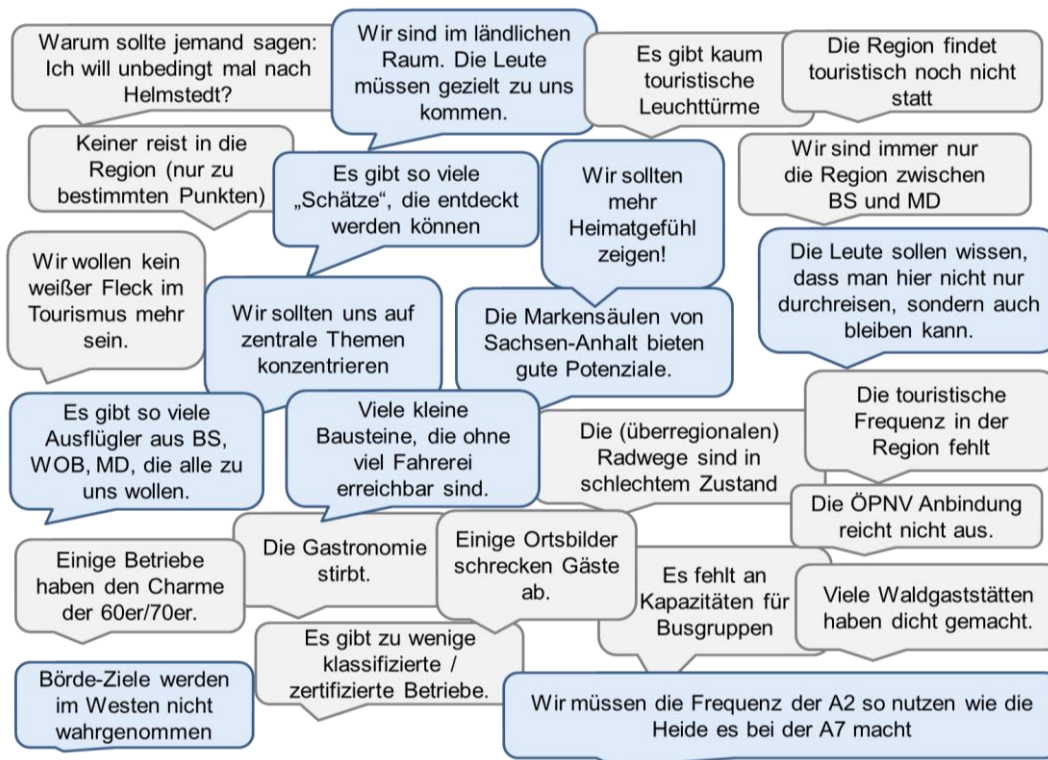 Warum sollte jemand sagen:
Ich will unbedingt mal nach
Helmstedt?
Wir sind im ländlichen
Raum. Die Leute
müssen gezielt zu uns
kommen.
Es gibt kaum
touristische
Leuchttürme
Die Region findet
touristisch noch nicht
statt
Keiner reist in die
Region (nur zu
bestimmten Punkten)
Es gibt so viele
„Schätze“, die entdeckt
werden können
Wir sollten
mehr
Heimatgefühl
zeigen!
Wir sind immer nur
die Region zwischen
BS und MD
Wir wollen kein
weißer Fleck im
Tourismus mehr
sein.
Wir sollten uns auf
zentrale Themen
konzentrieren
Die Markensäulen von
Sachsen-Anhalt bieten
gute Potenziale.
Die Leute sollen wissen,
dass man hier nicht nur
durchreisen, sondern auch
bleiben kann.
Es gibt so viele
Ausflügler aus BS,
WOB, MD, die alle zu
uns wollen.
Viele kleine
Bausteine, die ohne
viel Fahrerei
erreichbar sind.
Die (überregionalen)
Radwege sind in
schlechtem Zustand
Die touristische
Frequenz in der
Region fehlt
Die ÖPNV Anbindung
reicht nicht aus.
Einige Betriebe
haben den Charme
der 60er/70er.
Die Gastronomie
stirbt.
Einige Ortsbilder
schrecken Gäste
ab.
Es fehlt an
Kapazitäten für
Busgruppen
Viele Waldgaststätten
haben dicht gemacht.
Es gibt zu wenige
klassifizierte /
zertifizierte Betriebe.
Börde-Ziele werden
im Westen nicht
wahrgenommen
Wir müssen die Frequenz der A2 so nutzen wie die
Heide es bei der A7 macht